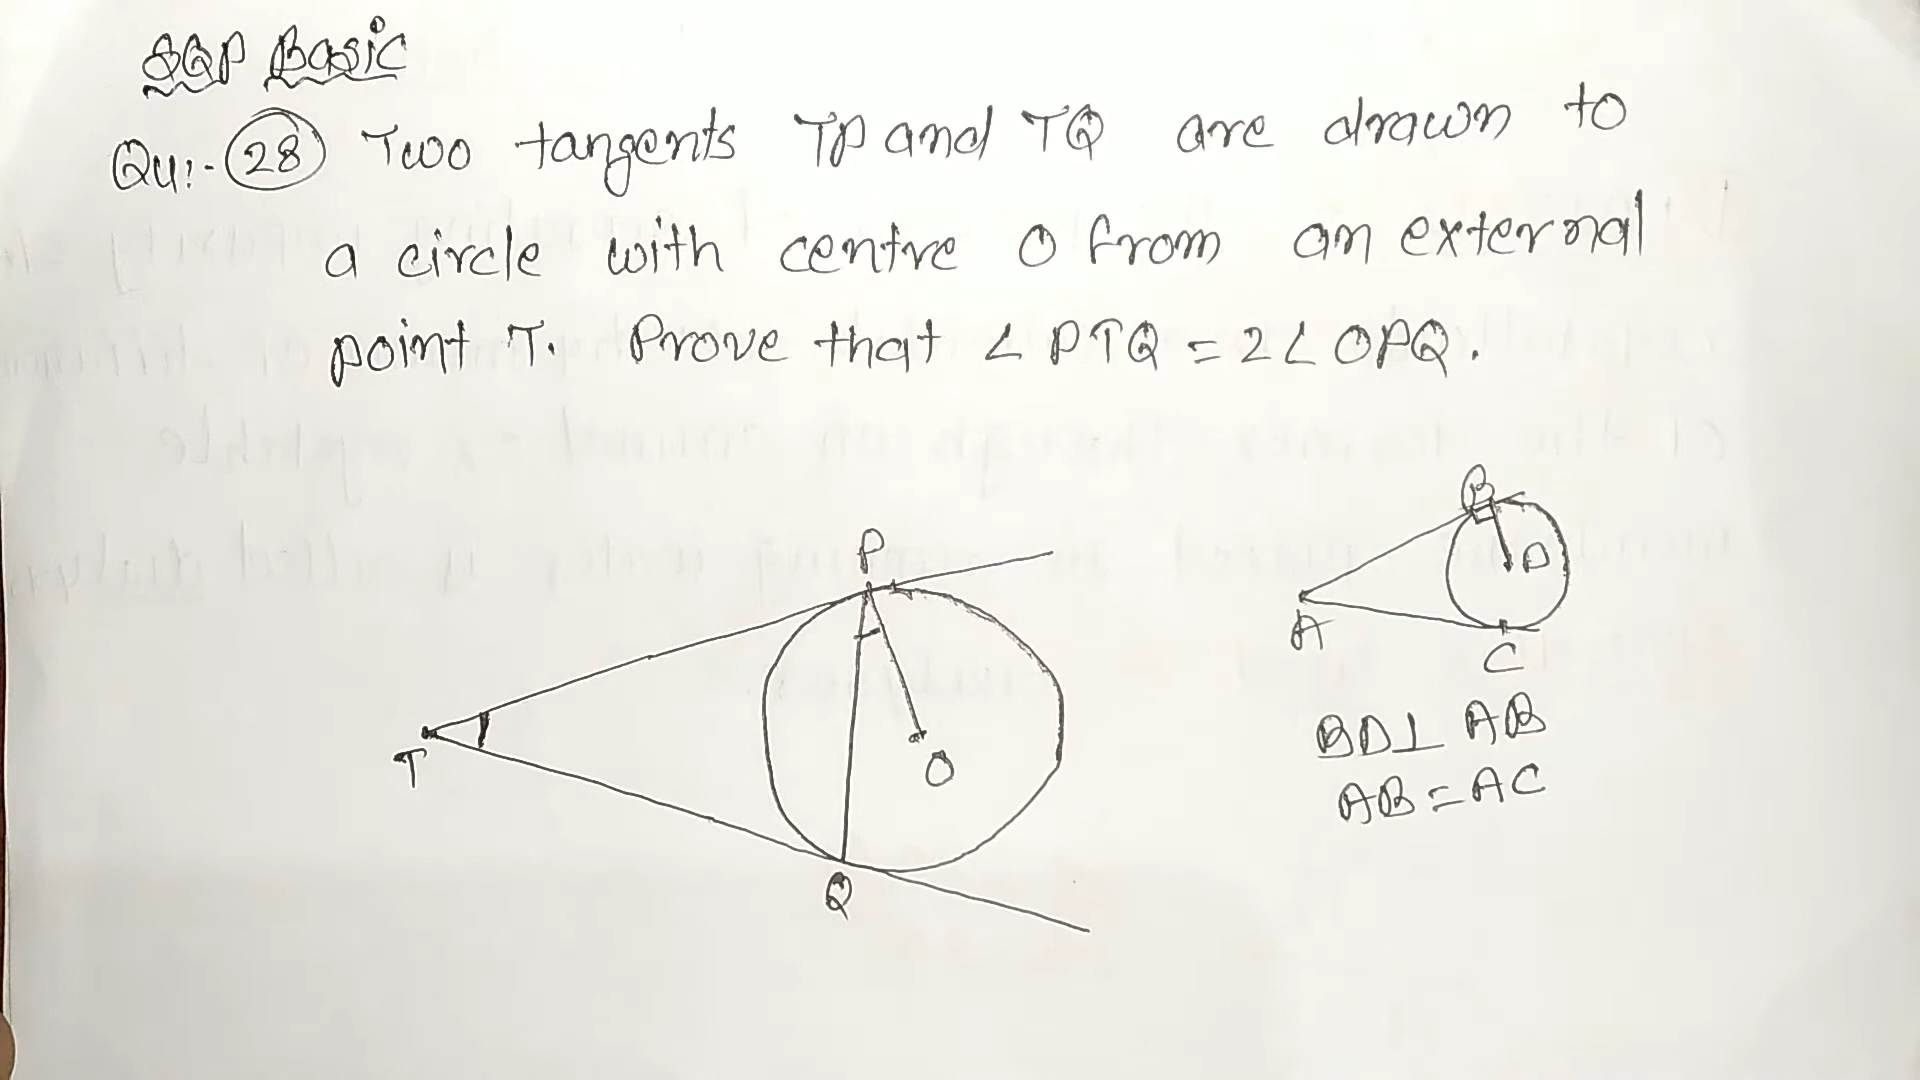 SQP Basic
Qu:- 28 Two tangents TP and TQ are drawn to
a circle with centre O from an external
point T. Prove that ∠PTQ = 2∠OPQ.
P
T
O
Q
B
D
A
C
BD⊥ AB
AB = AC